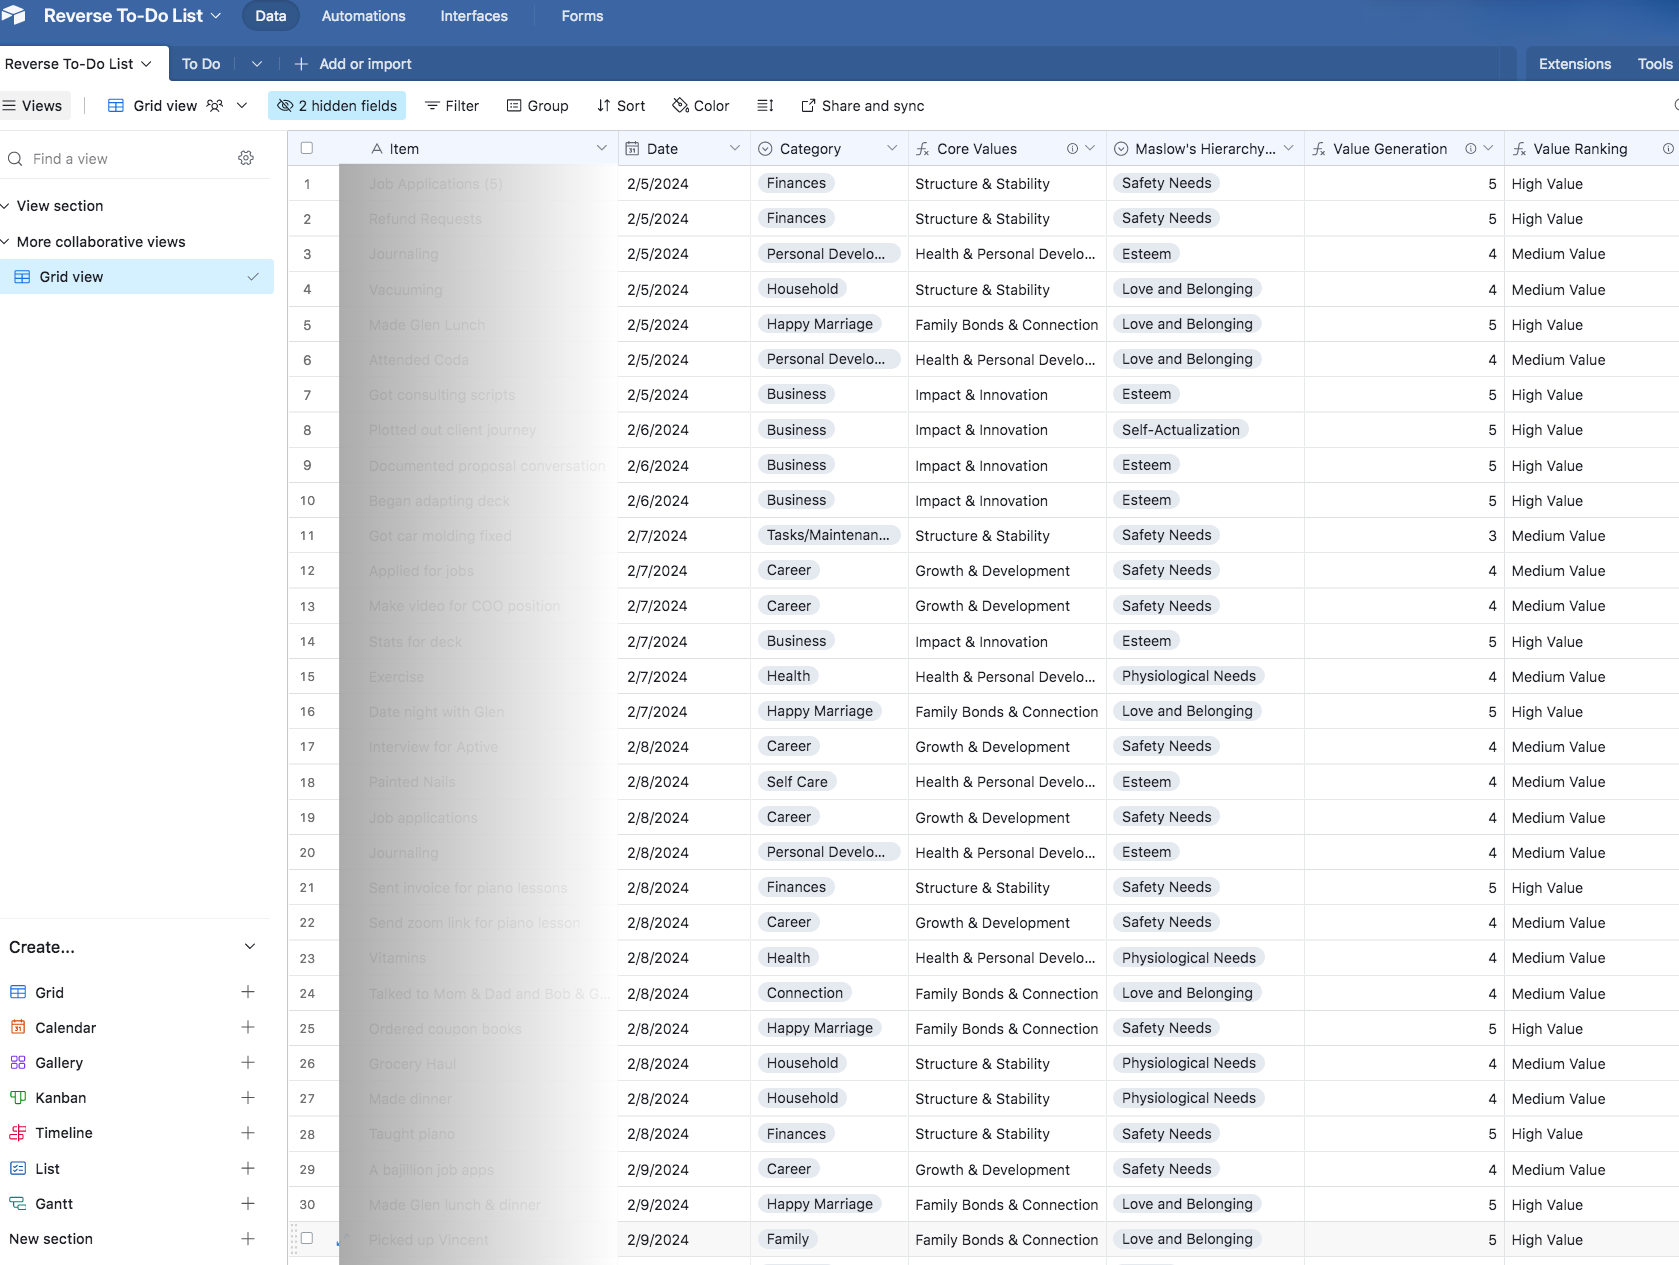 Reverse To-Do List Data Automations Interfaces Forms
Reverse To-Do List To Do Add or import Extensions Tools
Views Grid view 2 hidden fields Filter Group Sort Color Share and sync
Find a view
View section
More collaborative views
Grid view
Create...
Grid
Calendar
Gallery
Kanban
Timeline
List
Gantt
New section
Item Date Category Core Values Maslow's Hierarchy... Value Generation Value Ranking
1 Job Applications (5) 2/5/2024 Finances Structure & Stability Safety Needs 5 High Value
2 Refund Requests 2/5/2024 Finances Structure & Stability Safety Needs 5 High Value
3 Journaling 2/5/2024 Personal Develo... Health & Personal Develo... Esteem 4 Medium Value
4 Vacuuming 2/5/2024 Household Structure & Stability Love and Belonging 4 Medium Value
5 Made Glen Lunch 2/5/2024 Happy Marriage Family Bonds & Connection Love and Belonging 5 High Value
6 Attended Coda 2/5/2024 Personal Develo... Health & Personal Develo... Love and Belonging 4 Medium Value
7 Got consulting scripts 2/5/2024 Business Impact & Innovation Esteem 5 High Value
8 Plotted out client journey 2/6/2024 Business Impact & Innovation Self-Actualization 5 High Value
9 Documented proposal conversation 2/6/2024 Business Impact & Innovation Esteem 5 High Value
10 Began adapting deck 2/6/2024 Business Impact & Innovation Esteem 5 High Value
11 Got car molding fixed 2/7/2024 Tasks/Maintenan... Structure & Stability Safety Needs 3 Medium Value
12 Applied for jobs 2/7/2024 Career Growth & Development Safety Needs 4 Medium Value
13 Make video for COO position 2/7/2024 Career Growth & Development Safety Needs 4 Medium Value
14 Stats for deck 2/7/2024 Business Impact & Innovation Esteem 5 High Value
15 Exercise 2/7/2024 Health Health & Personal Develo... Physiological Needs 4 Medium Value
16 Date night with Glen 2/7/2024 Happy Marriage Family Bonds & Connection Love and Belonging 5 High Value
17 Interview for Aptive 2/8/2024 Career Growth & Development Safety Needs 4 Medium Value
18 Painted Nails 2/8/2024 Self Care Health & Personal Develo... Esteem 4 Medium Value
19 Job applications 2/8/2024 Career Growth & Development Safety Needs 4 Medium Value
20 Journaling 2/8/2024 Personal Develo... Health & Personal Develo... Esteem 4 Medium Value
21 Sent invoice for piano lessons 2/8/2024 Finances Structure & Stability Safety Needs 5 High Value
22 Send zoom link for piano lesson 2/8/2024 Career Growth & Development Safety Needs 4 Medium Value
23 Vitamins 2/8/2024 Health Health & Personal Develo... Physiological Needs 4 Medium Value
24 Talked to Mom & Dad and Bob & G... 2/8/2024 Connection Family Bonds & Connection Love and Belonging 4 Medium Value
25 Ordered coupon books 2/8/2024 Happy Marriage Family Bonds & Connection Safety Needs 5 High Value
26 Grocery Haul 2/8/2024 Household Structure & Stability Physiological Needs 4 Medium Value
27 Made dinner 2/8/2024 Household Structure & Stability Physiological Needs 4 Medium Value
28 Taught piano 2/8/2024 Finances Structure & Stability Safety Needs 5 High Value
29 A bajillion job apps 2/9/2024 Career Growth & Development Safety Needs 4 Medium Value
30 Made Glen lunch & dinner 2/9/2024 Happy Marriage Family Bonds & Connection Love and Belonging 5 High Value
Picked up Vincent 2/9/2024 Family Family Bonds & Connection Love and Belonging 5 High Value